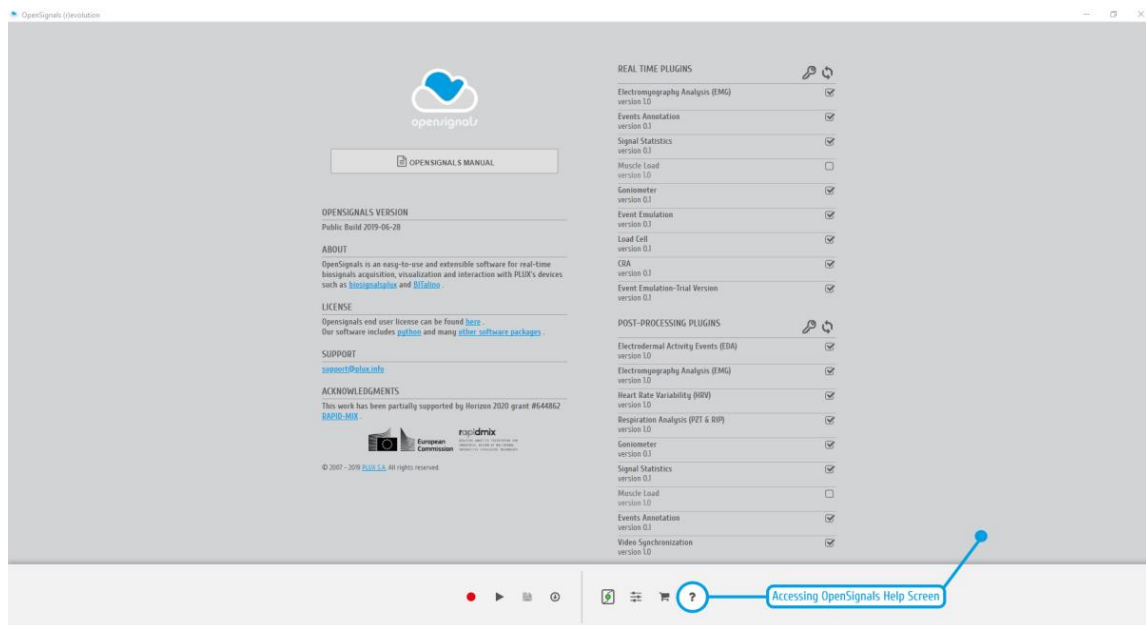 OpenSignals (r)evolution
opensignals
OPENSIGNALS MANUAL
OPENSIGNALS VERSION
Public Build 2019-06-28
ABOUT
OpenSignals is an easy-to-use and extensible software for real-time
biosignals acquisition, visualization and interaction with PLUX's devices
such as biosignalsplux and BITalino .
LICENSE
Opensignals end user license can be found here .
Our software includes python and many other software packages .
SUPPORT
support@plux.info
ACKNOWLEDGMENTS
This work has been partially supported by Horizon 2020 grant #644862
RAPID-MIX .
European
Commission
rapidmix
© 2007 - 2019 PLUX S.A. All rights reserved.
REAL TIME PLUGINS
Electromyography Analysis (EMG)
version 1.0
Events Annotation
version 0.1
Signal Statistics
version 0.1
Muscle Load
version 1.0
Goniometer
version 0.1
Event Emulation
version 0.1
Load Cell
version 0.1
CRA
version 0.1
Event Emulation-Trial Version
version 0.1
POST-PROCESSING PLUGINS
Electrodermal Activity Events (EDA)
version 1.0
Electromyography Analysis (EMG)
version 1.0
Heart Rate Variability (HRV)
version 1.0
Respiration Analysis (PZT & RIP)
version 1.0
Goniometer
version 0.1
Signal Statistics
version 0.1
Muscle Load
version 1.0
Events Annotation
version 0.1
Video Synchronization
version 1.0
?
Accessing OpenSignals Help Screen